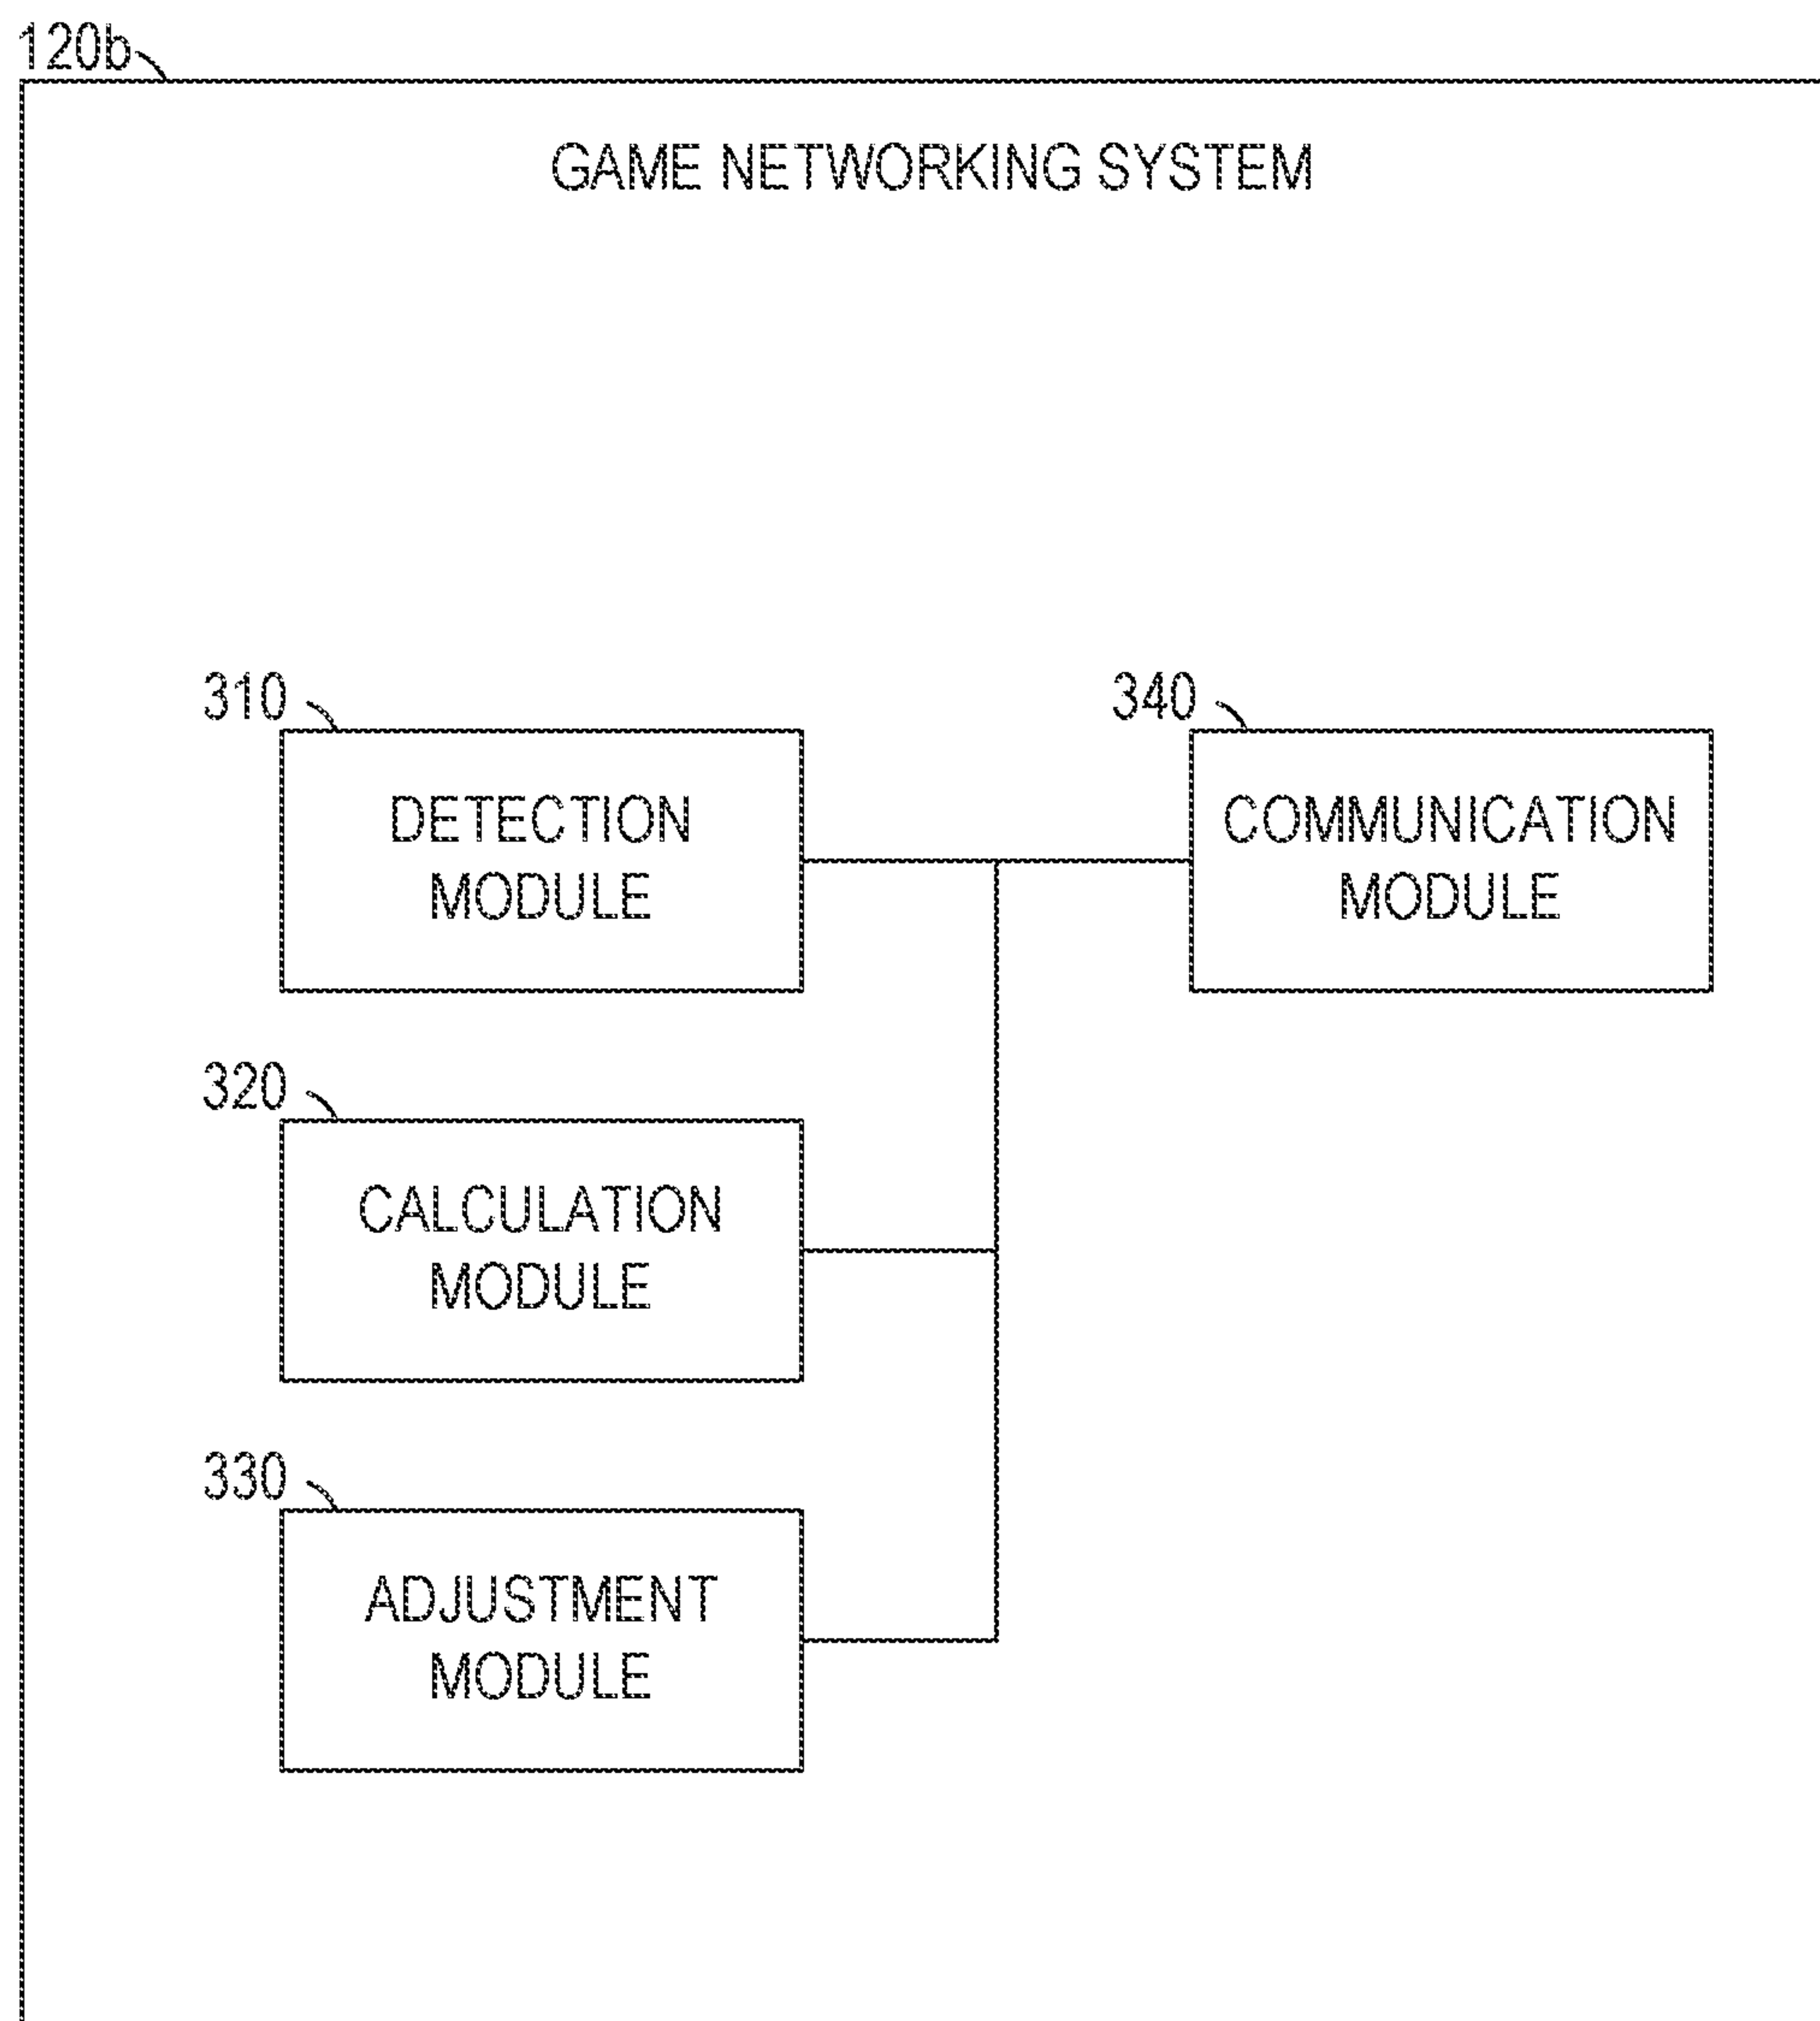 120b
GAME NETWORKING SYSTEM
310
DETECTION
MODULE
340
COMMUNICATION
MODULE
320
CALCULATION
MODULE
330
ADJUSTMENT
MODULE